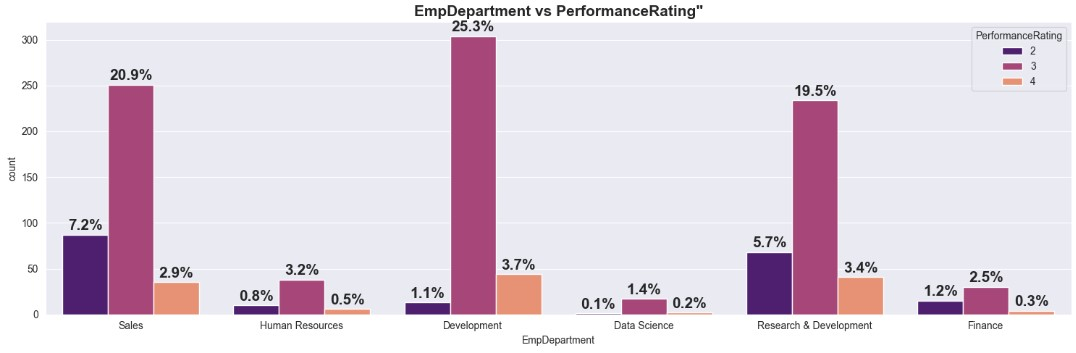 EmpDepartment vs PerformanceRating"
PerformanceRating
2
3
4
count
300
250
200
150
100
50
0
7.2%
20.9%
2.9%
0.8%
3.2%
0.5%
1.1%
25.3%
3.7%
0.1%
1.4%
0.2%
5.7%
19.5%
3.4%
1.2%
2.5%
0.3%
Sales
Human Resources
Development
Data Science
Research & Development
Finance
EmpDepartment